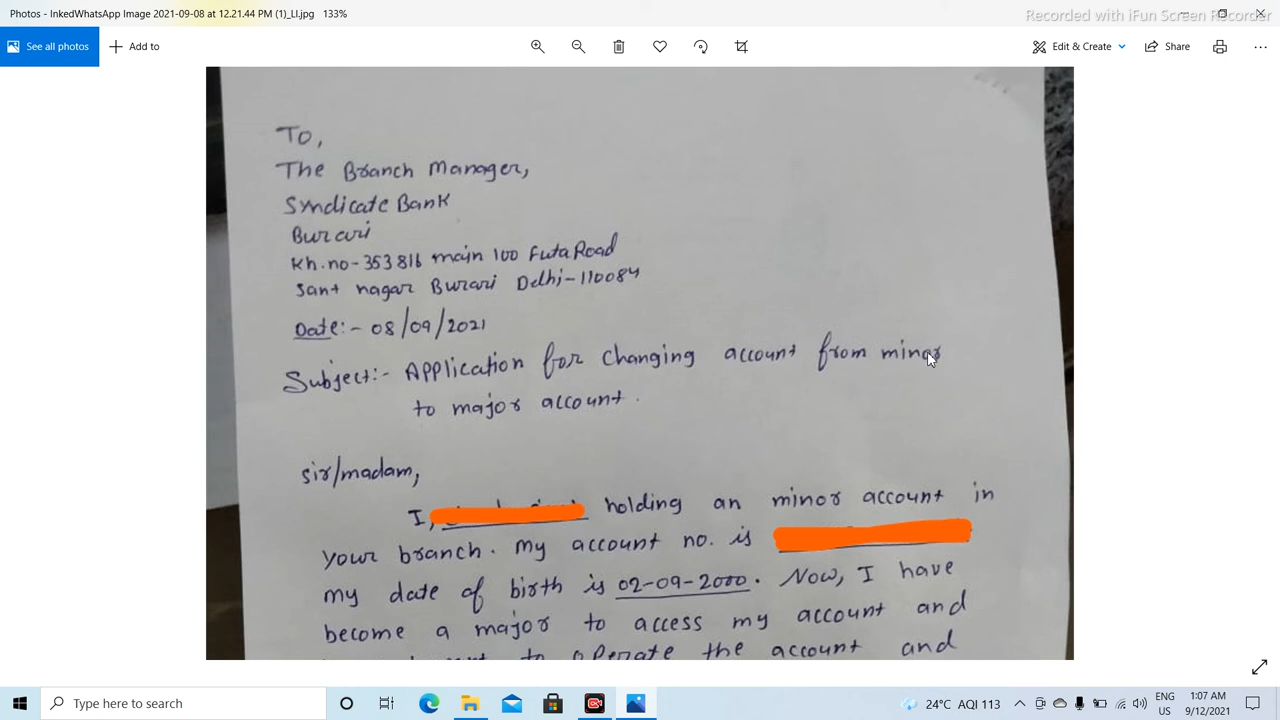 Photos - InkedWhatsApp Image 2021-09-08 at 12.21.44 PM (1)_LI.jpg   133%
Recorded with iFun Screen Recorder
See all photos   Add to   Edit & Create   Share
To,
The Branch Manager,
Syndicate Bank
Burari
Kh.no-353 816 main 100 Futa Road
Sant nagar Burari Delhi-110084
Date:- 08/09/2021
Subject:- Application for changing account from minor
to major account.
sir/madam,
I, holding an minor account in
your branch. My account no. is
my date of birth is 02-09-2000. Now, I have
become a major to access my account and
to operate the account and
Type here to search   24°C AQI 113   ENG   1:07 AM
US   9/12/2021